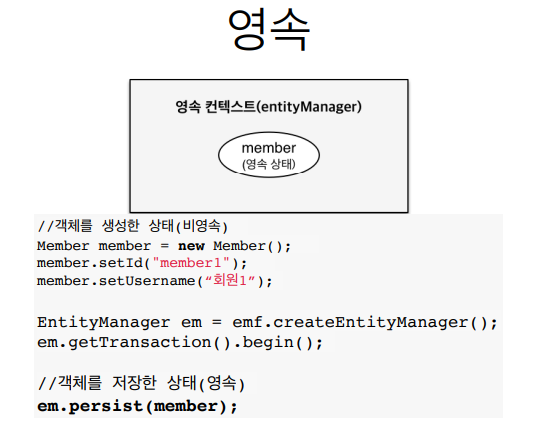 영속
영속 컨텍스트(entityManager)
member
(영속 상태)
//객체를 생성한 상태(비영속)
Member member = new Member();
member.setId("member1");
member.setUsername(“회원1”);
EntityManager em = emf.createEntityManager();
em.getTransaction().begin();
//객체를 저장한 상태(영속)
em.persist(member);